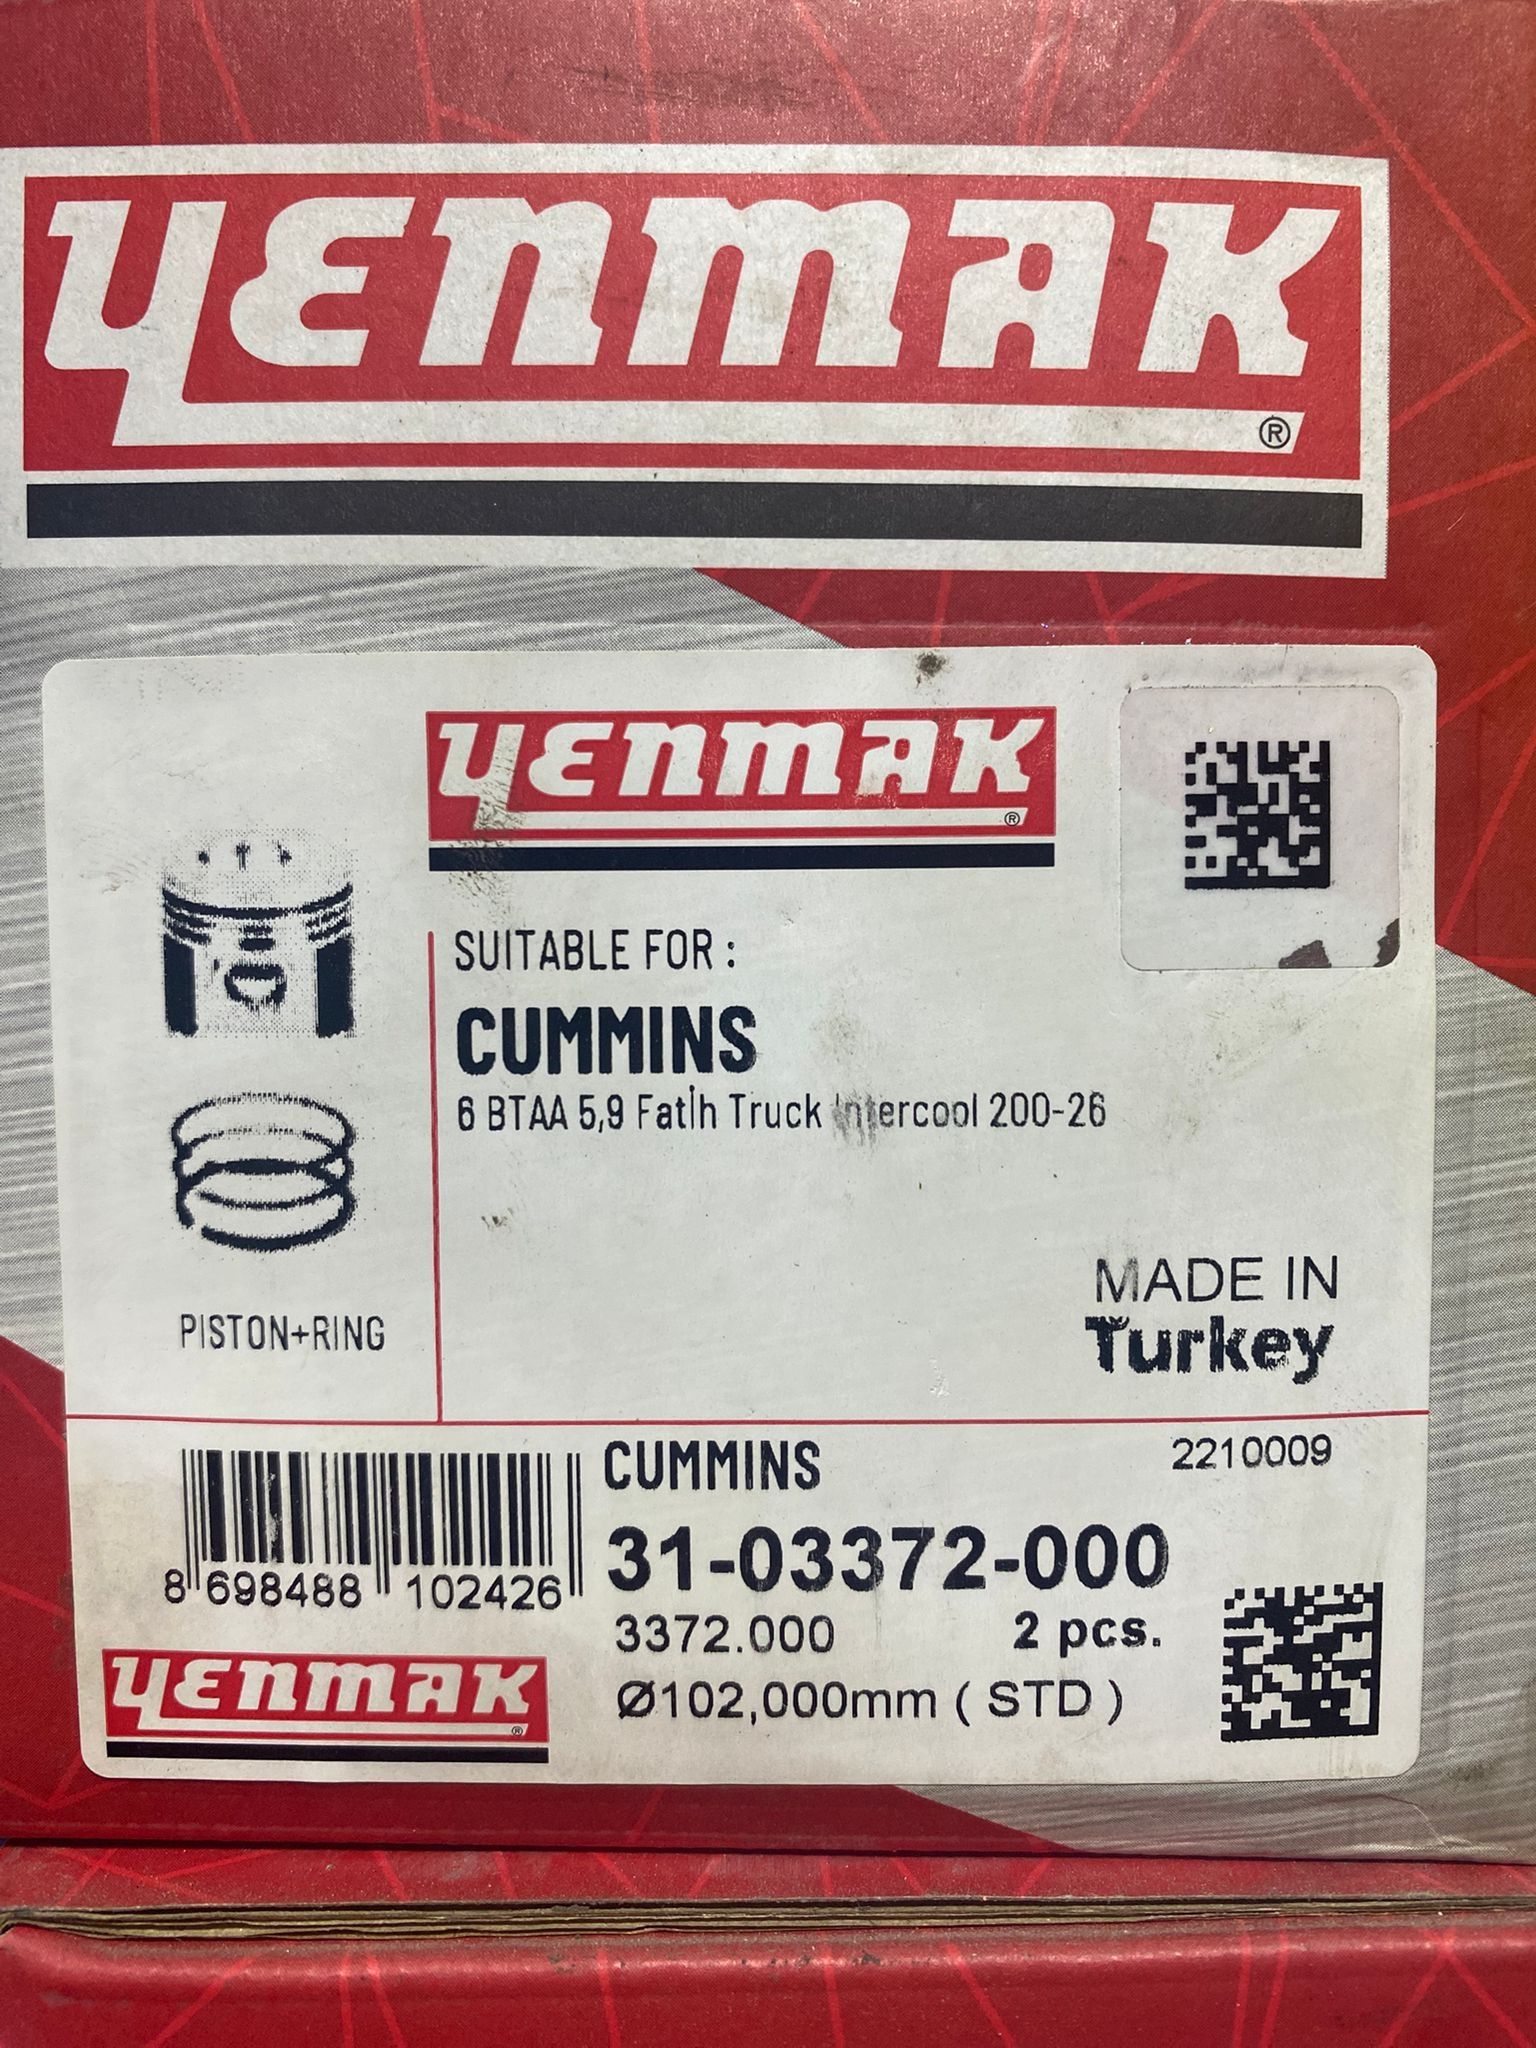 YENMAK
®
YENMAK
®
SUITABLE FOR :
CUMMINS
6 BTAA 5,9 Fatih Truck Intercool 200-26
PISTON+RING
MADE IN
Turkey
CUMMINS
2210009
31-03372-000
8 698488 102426
3372.000 2 pcs.
Ø102,000mm ( STD )
YENMAK
®